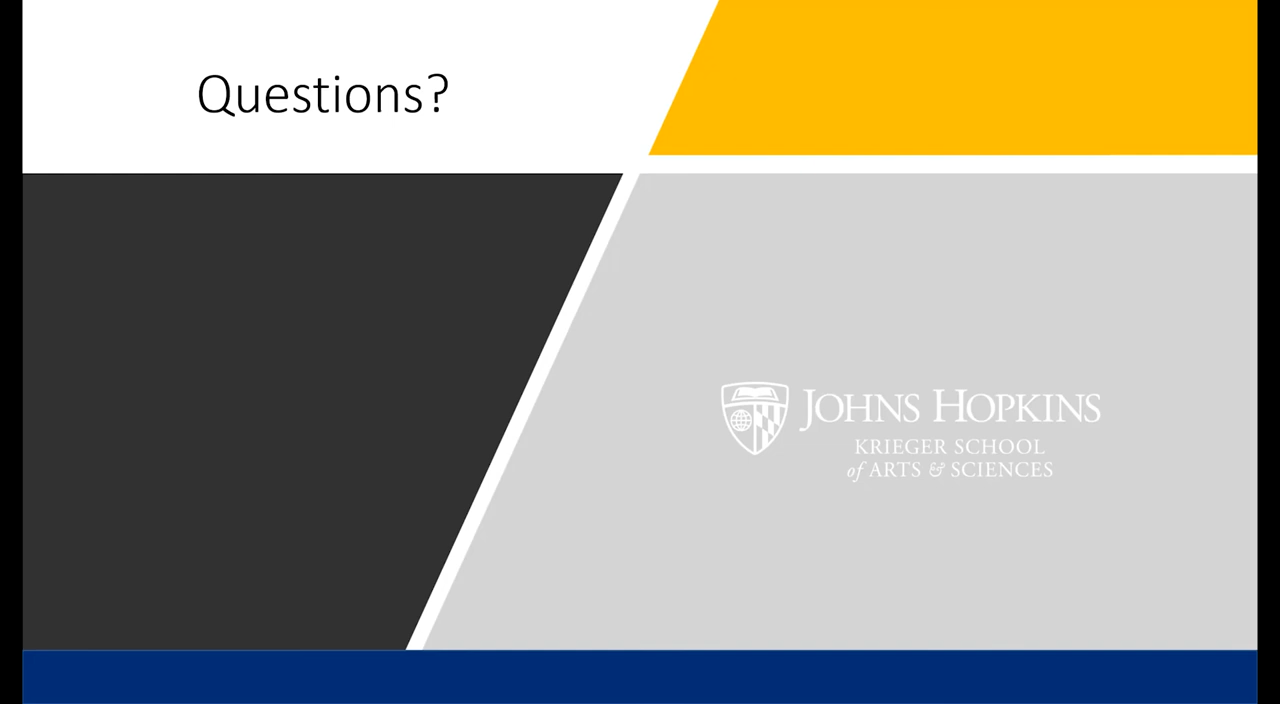 Questions?
JOHNS HOPKINS
KRIEGER SCHOOL
of ARTS & SCIENCES